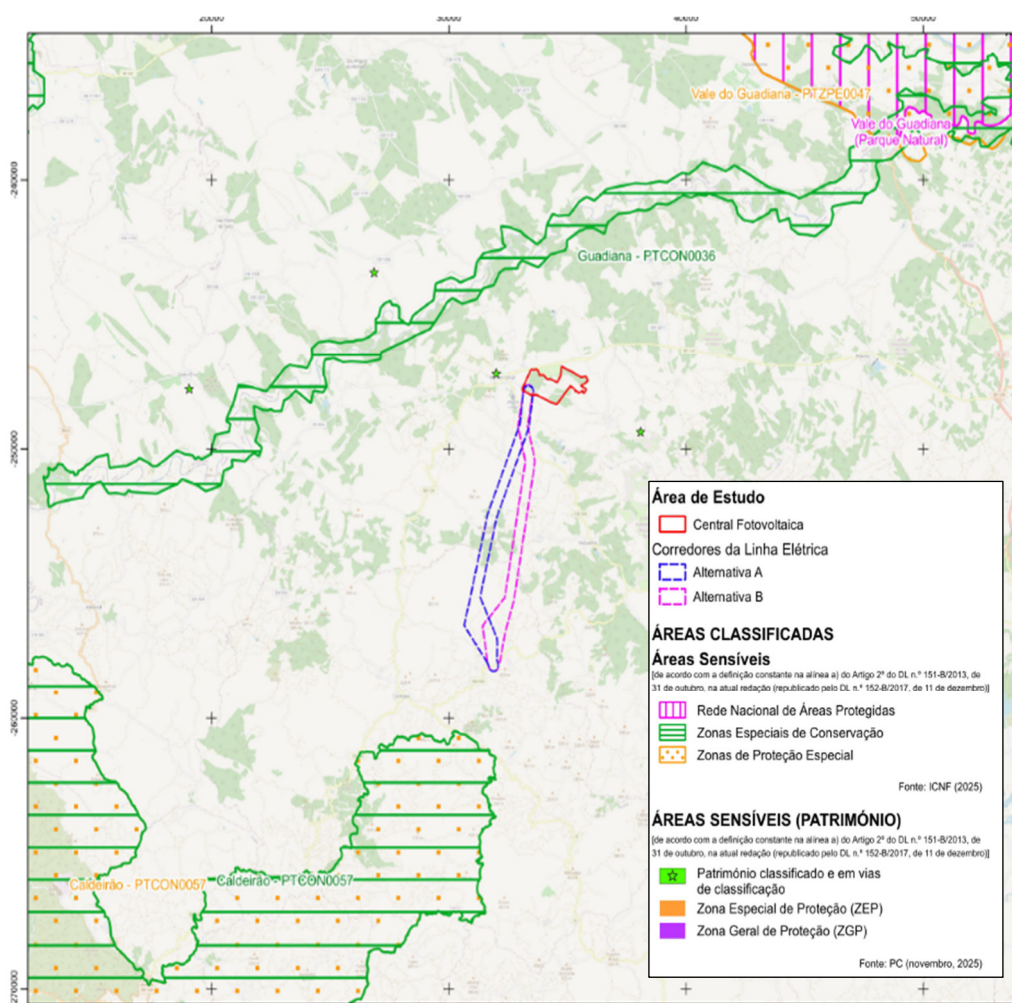 20000
30000
40000
50000
Vale do Guadiana - PTZPE0047
Vale do Guadiana
(Parque Natural)
-280000
Guadiana - PTCON0036
-250000
-260000
Caldeirão - PTCON0057
Caldeirão - PTCON0057
-270000
Área de Estudo
Central Fotovoltaica
Corredores da Linha Elétrica
Alternativa A
Alternativa B
ÁREAS CLASSIFICADAS
Áreas Sensíveis
[de acordo com a definição constante na alínea a) do Artigo 2º do DL n.º 151-B/2013, de
31 de outubro, na atual redação (republicado pelo DL n.º 152-B/2017, de 11 de dezembro)]
Rede Nacional de Áreas Protegidas
Zonas Especiais de Conservação
Zonas de Proteção Especial
Fonte: ICNF (2025)
ÁREAS SENSÍVEIS (PATRIMÓNIO)
[de acordo com a definição constante na alínea a) do Artigo 2º do DL n.º 151-B/2013, de
31 de outubro, na atual redação (republicado pelo DL n.º 152-B/2017, de 11 de dezembro)]
Património classificado e em vias
de classificação
Zona Especial de Proteção (ZEP)
Zona Geral de Proteção (ZGP)
Fonte: PC (novembro, 2025)